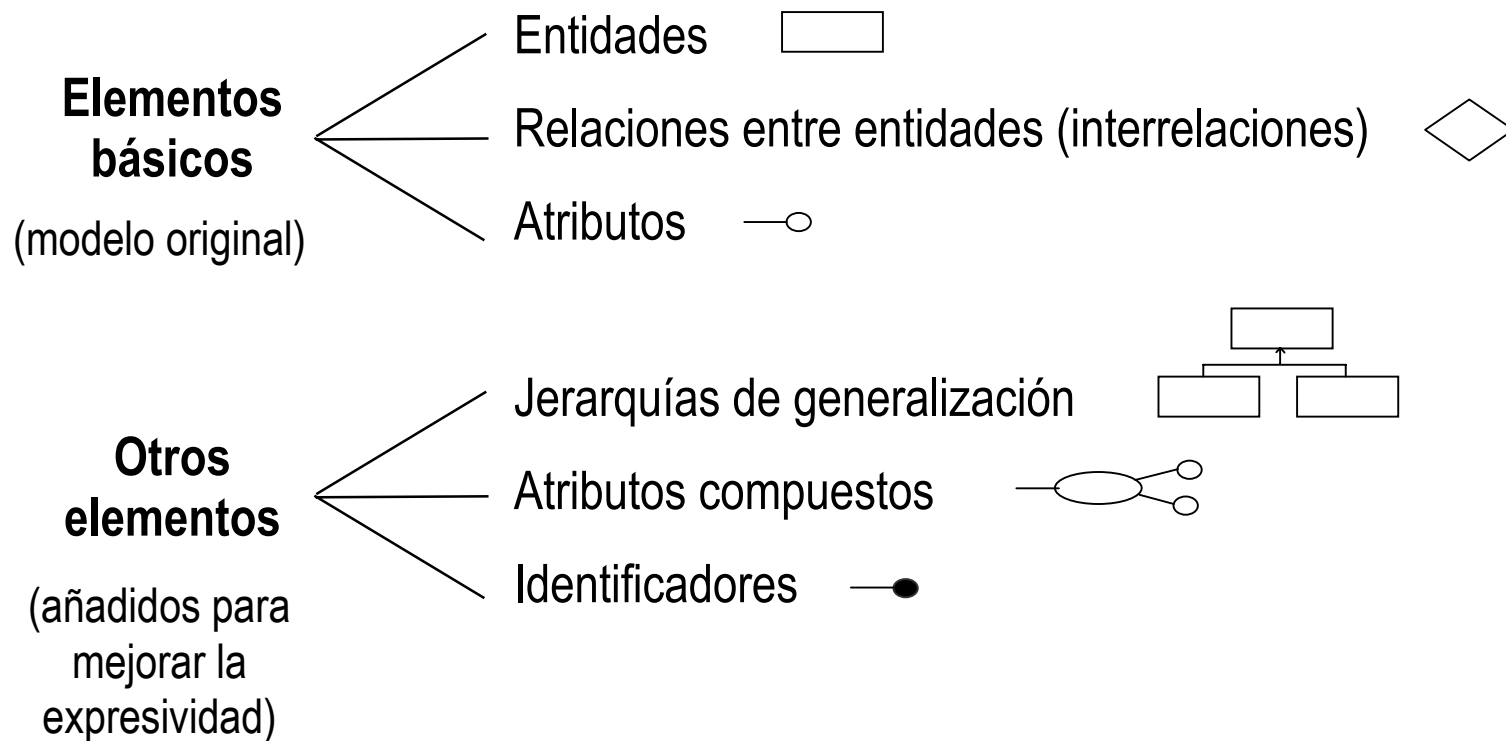 Elementos
básicos
(modelo original)
Entidades
Relaciones entre entidades (interrelaciones)
Atributos
Otros
elementos
(añadidos para
mejorar la
expresividad)
Jerarquías de generalización
Atributos compuestos
Identificadores